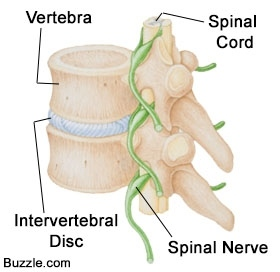 Vertebra
Spinal
Cord
Intervertebral
Disc
Spinal Nerve
Buzzle.com